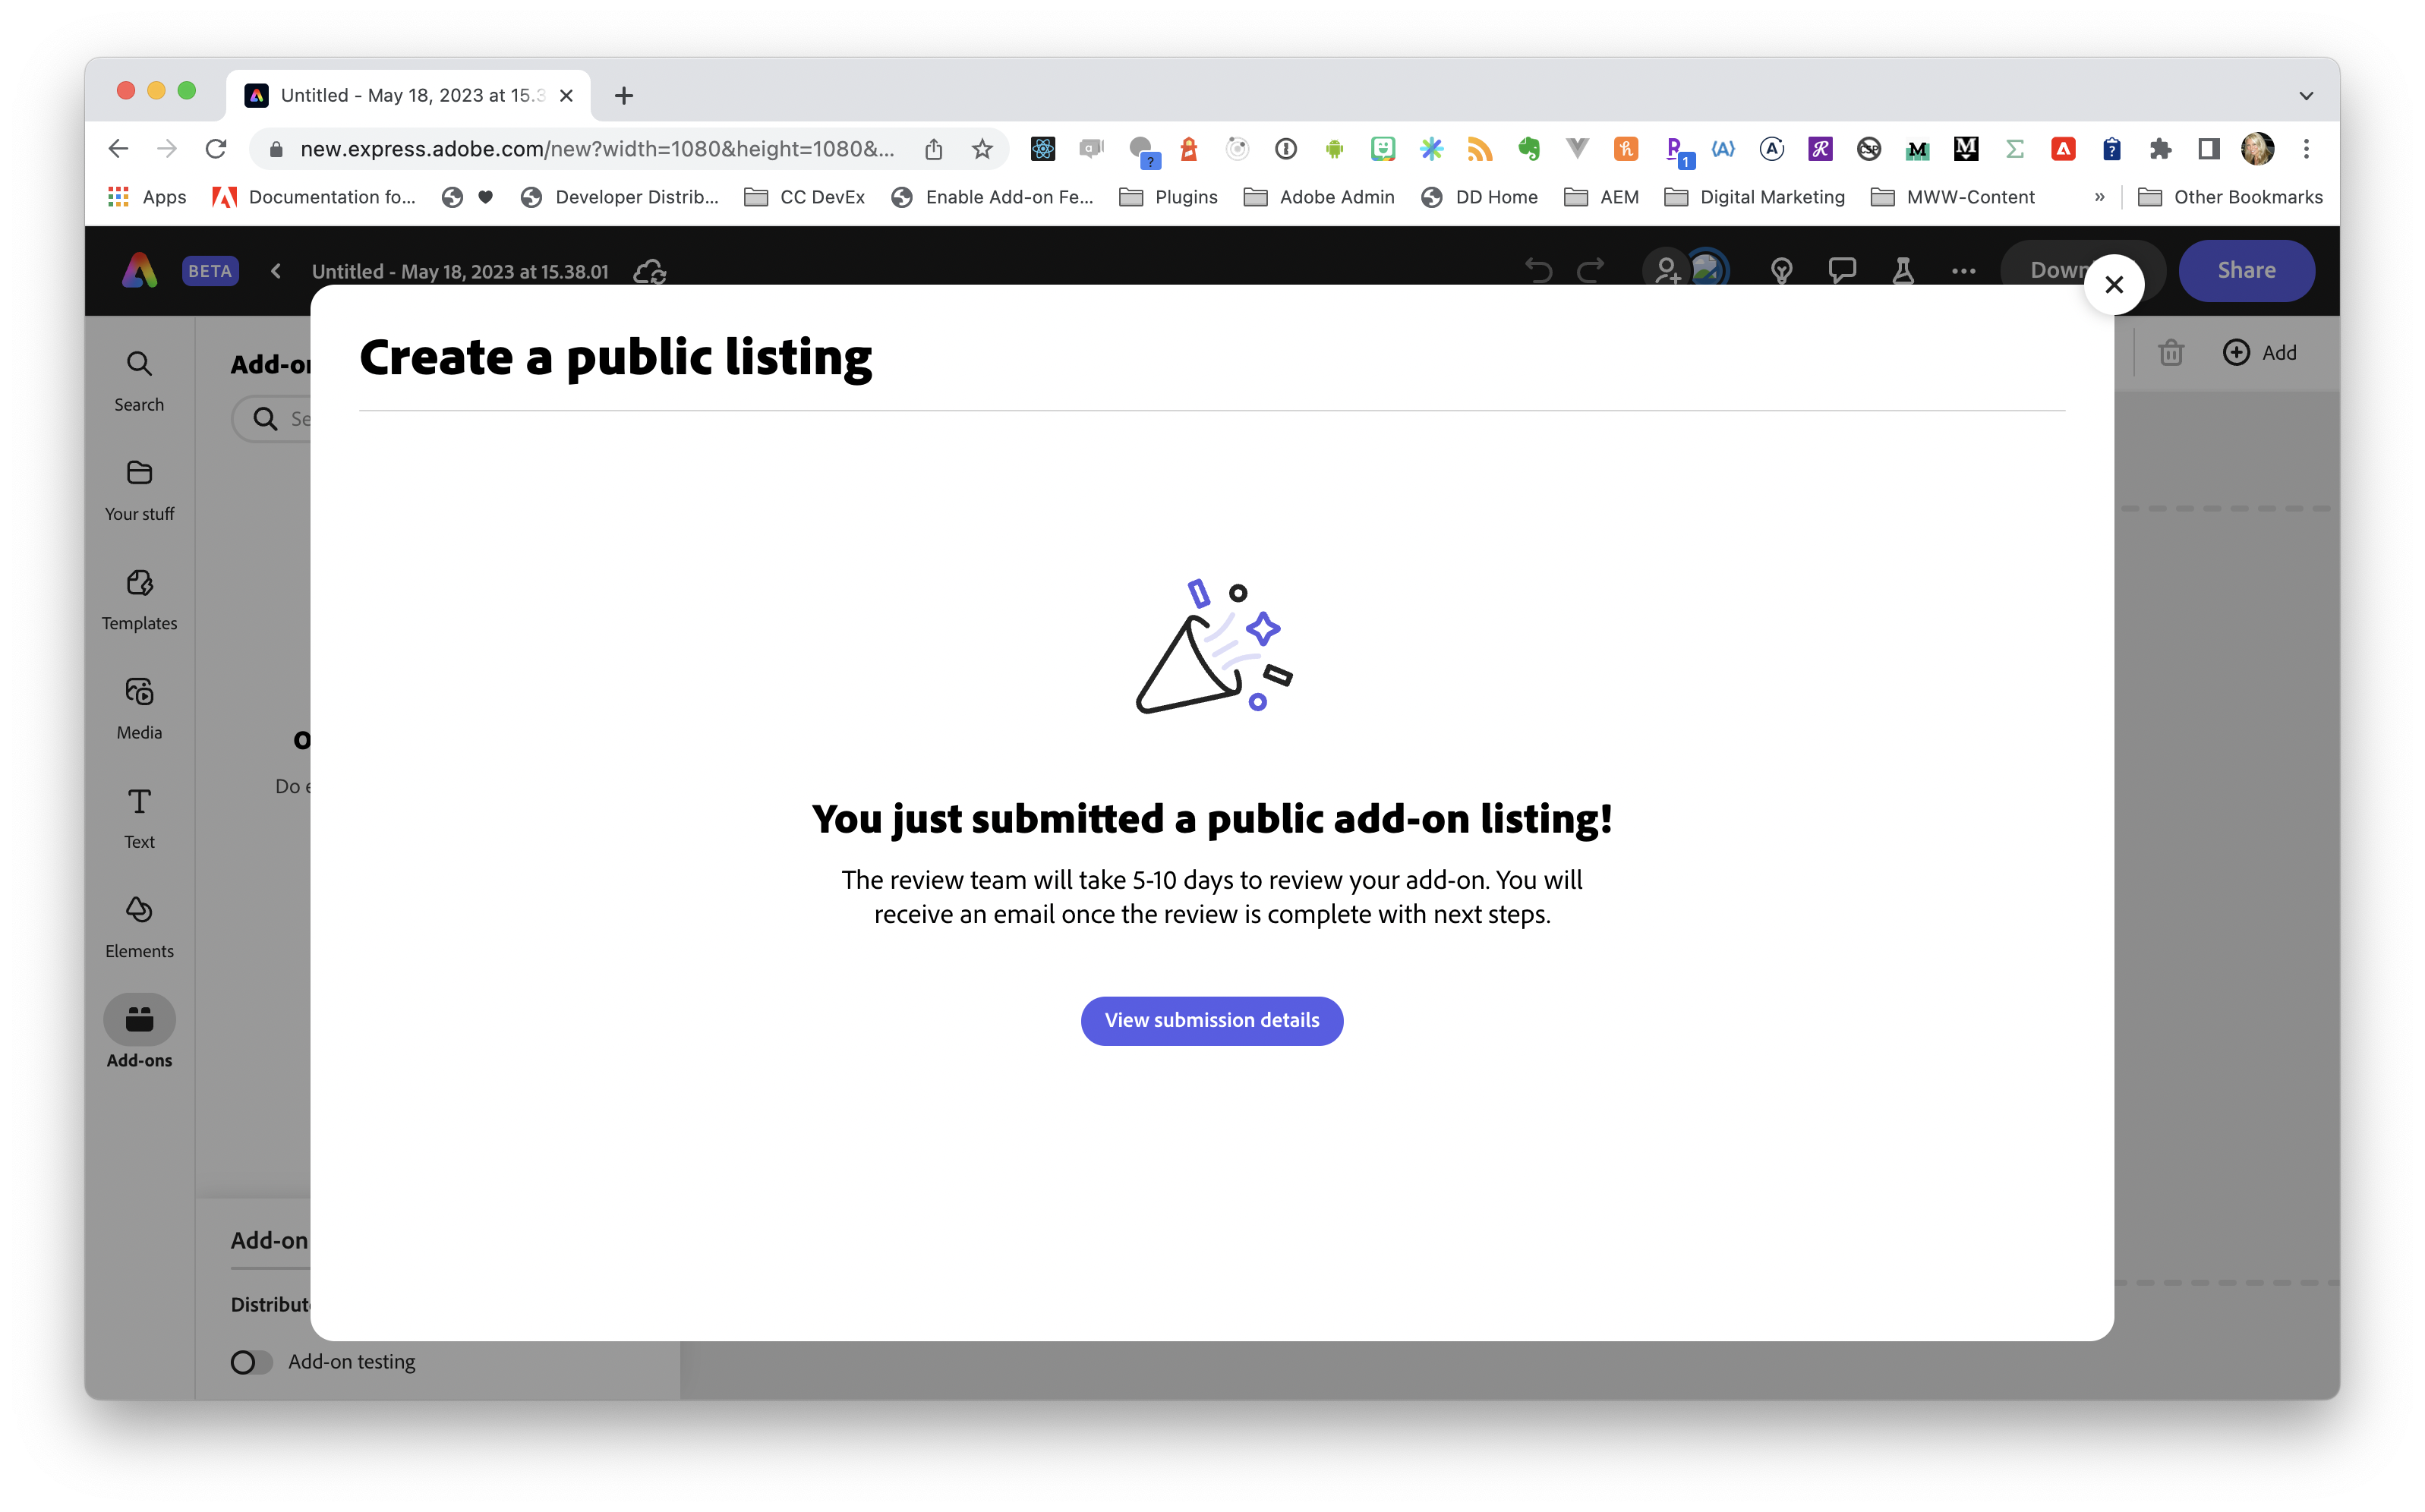 Untitled - May 18, 2023 at 15.3
new.express.adobe.com/new?width=1080&height=1080&...
Apps
Documentation fo...
Developer Distrib...
CC DevEx
Enable Add-on Fe...
Plugins
Adobe Admin
DD Home
AEM
Digital Marketing
MWW-Content
»
Other Bookmarks
BETA
Untitled - May 18, 2023 at 15.38.01
Down
Share
Search
Your stuff
Templates
Media
Text
Elements
Add-ons
Add-on
Se
Do e
Create a public listing
You just submitted a public add-on listing!
The review team will take 5-10 days to review your add-on. You will
receive an email once the review is complete with next steps.
View submission details
Add
Add-on
Distribut
Add-on testing